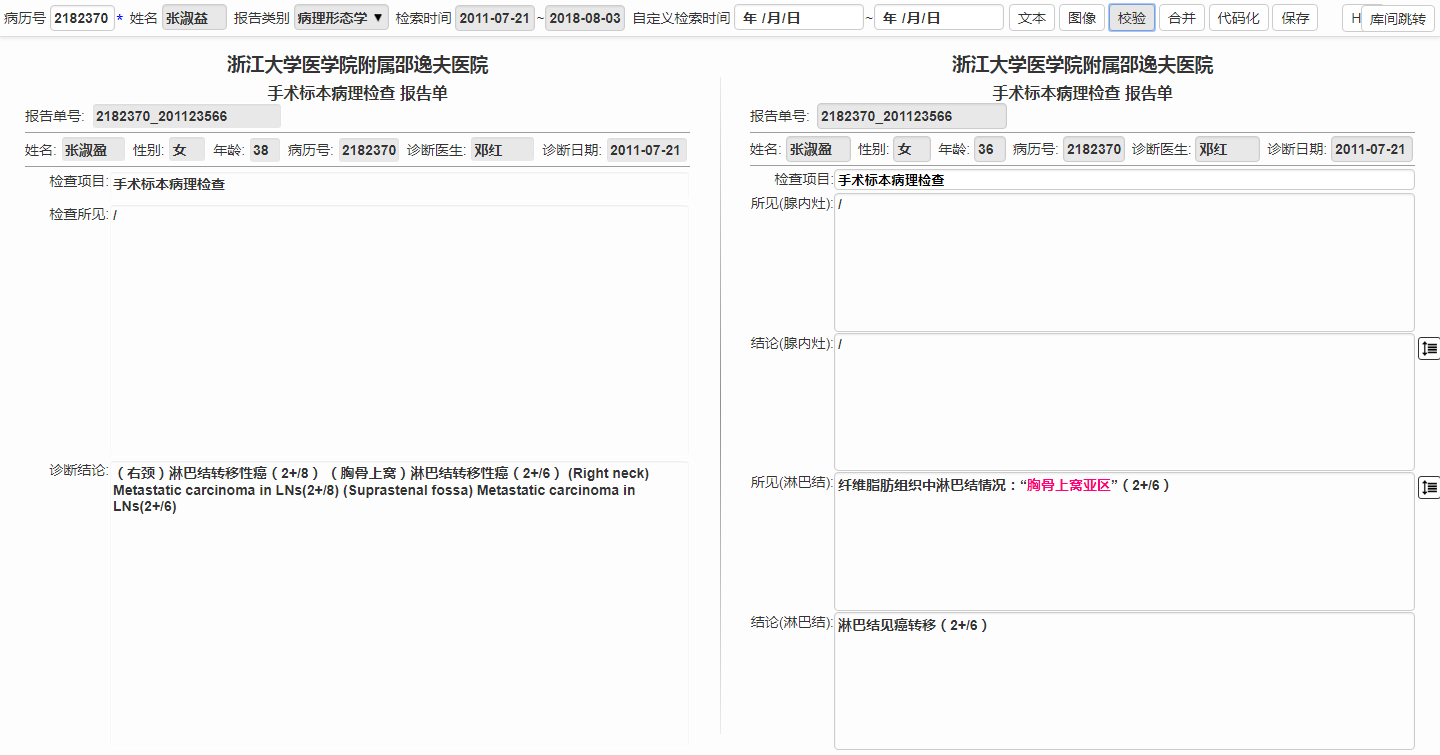 病历号 2182370 * 姓名 张淑益 报告类别 病理形态学 ▼ 检索时间 2011-07-21 ~ 2018-08-03 自定义检索时间 年 /月/日 ~ 年 /月/日 文本 图像 校验 合并 代码化 保存 H 库间跳转
浙江大学医学院附属邵逸夫医院
手术标本病理检查 报告单
报告单号: 2182370_201123566
姓名: 张淑盈 性别: 女 年龄: 38 病历号: 2182370 诊断医生: 邓红 诊断日期: 2011-07-21
检查项目: 手术标本病理检查
检查所见: /
诊断结论: （右颈）淋巴结转移性癌（2+/8）（胸骨上窝）淋巴结转移性癌（2+/6） (Right neck)
Metastatic carcinoma in LNs(2+/8) (Suprastenal fossa) Metastatic carcinoma in
LNs(2+/6)
浙江大学医学院附属邵逸夫医院
手术标本病理检查 报告单
报告单号: 2182370_201123566
姓名: 张淑盈 性别: 女 年龄: 36 病历号: 2182370 诊断医生: 邓红 诊断日期: 2011-07-21
检查项目: 手术标本病理检查
所见(腺内灶): /
结论(腺内灶): /
所见(淋巴结): 纤维脂肪组织中淋巴结情况：“胸骨上窝亚区”（2+/6）
结论(淋巴结): 淋巴结见癌转移（2+/6）